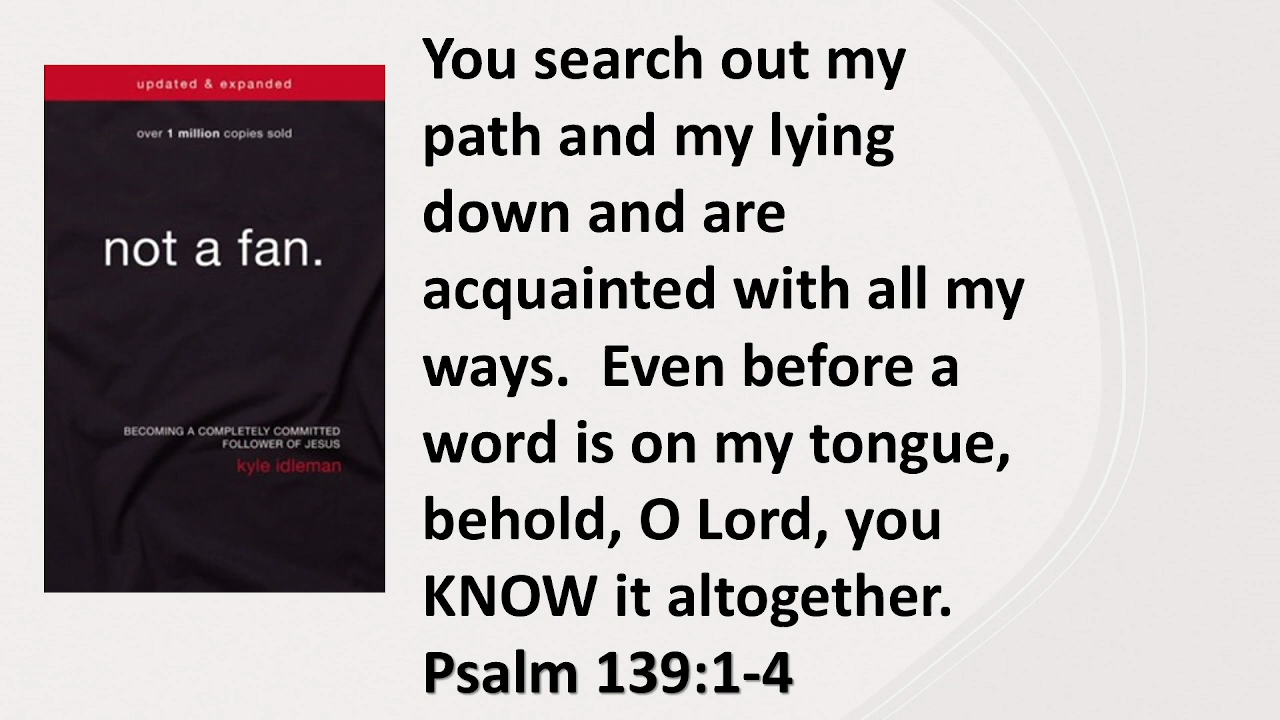 updated & expanded
over 1 million copies sold
not a fan.
BECOMING A COMPLETELY COMMITTED
FOLLOWER OF JESUS
kyle idleman
You search out my
path and my lying
down and are
acquainted with all my
ways.  Even before a
word is on my tongue,
behold, O Lord, you
KNOW it altogether.
Psalm 139:1-4